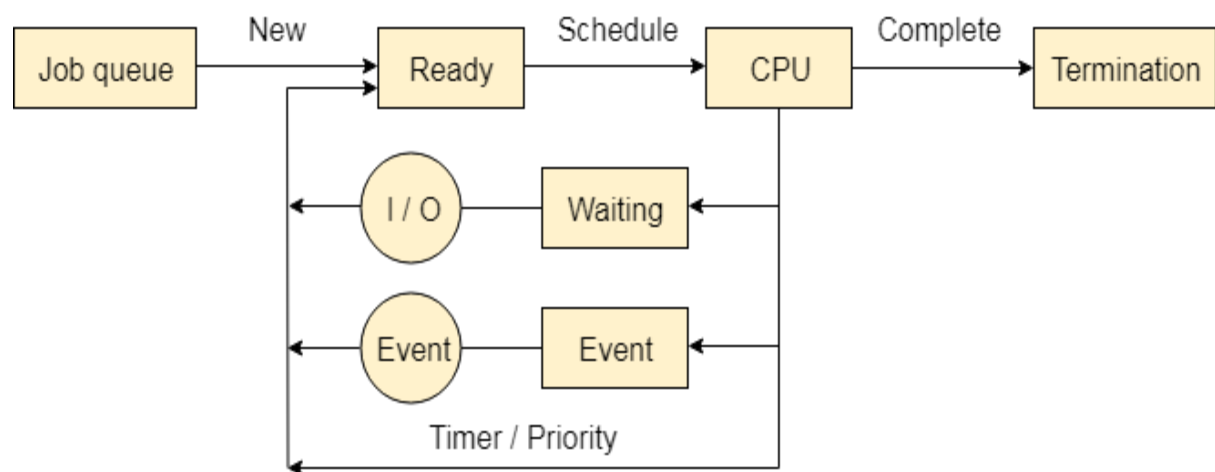 New
Schedule
Complete
Job queue
Ready
CPU
Termination
I / O
Waiting
Event
Event
Timer / Priority